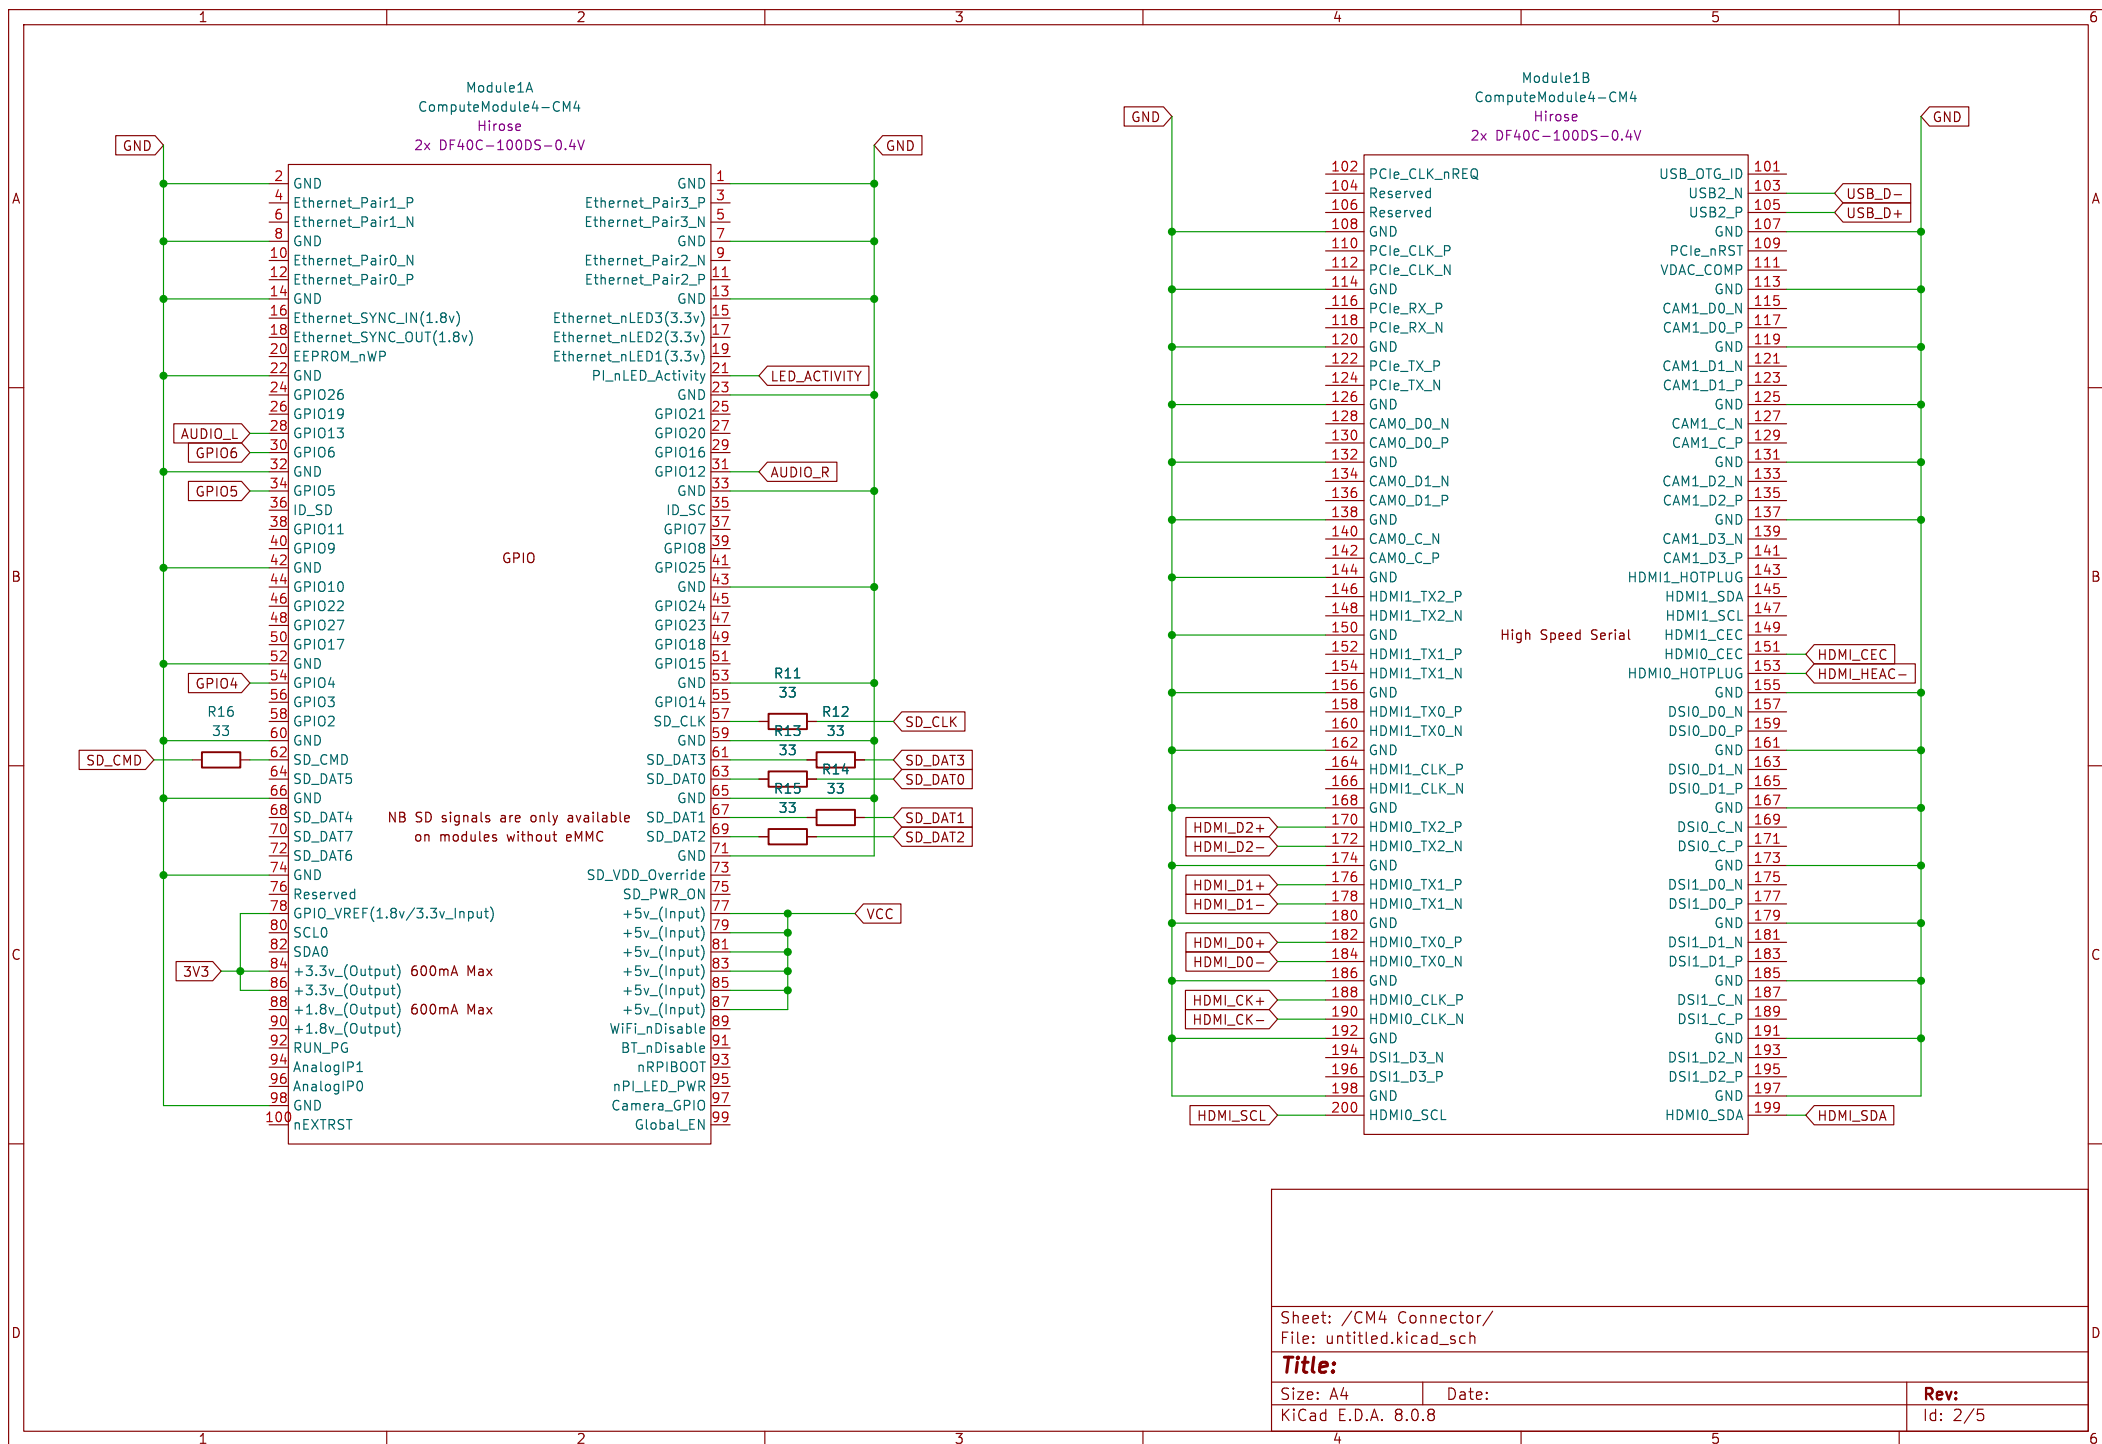 1 2 3 4 5 6
Module1A
ComputeModule4-CM4
Hirose
2x DF40C-100DS-0.4V
GND
GND
2 GND GND 1
4 Ethernet_Pair1_P Ethernet_Pair3_P 3
6 Ethernet_Pair1_N Ethernet_Pair3_N 5
8 GND GND 7
10 Ethernet_Pair0_N Ethernet_Pair2_N 9
12 Ethernet_Pair0_P Ethernet_Pair2_P 11
14 GND GND 13
16 Ethernet_SYNC_IN(1.8v) Ethernet_nLED3(3.3v) 15
18 Ethernet_SYNC_OUT(1.8v) Ethernet_nLED2(3.3v) 17
20 EEPROM_nWP Ethernet_nLED1(3.3v) 19
22 GND PI_nLED_Activity 21 LED_ACTIVITY
24 GPIO26 GND 23
26 GPIO19 GPIO21 25
AUDIO_L 28 GPIO13 GPIO20 27
GPIO6 30 GPIO6 GPIO16 29
32 GND GPIO12 31 AUDIO_R
GPIO5 34 GPIO5 GND 33
36 ID_SD ID_SC 35
38 GPIO11 GPIO7 37
40 GPIO9 GPIO8 39
GPIO
42 GND GPIO25 41
44 GPIO10 GND 43
46 GPIO22 GPIO24 45
48 GPIO27 GPIO23 47
50 GPIO17 GPIO18 49
52 GND GPIO15 51
GPIO4 54 GPIO4 GND 53
R11
33
56 GPIO3 GPIO14 55
R16
33
58 GPIO2 SD_CLK 57 SD_CLK
R12
33
60 GND GND 59
R13
33
SD_CMD 62 SD_CMD SD_DAT3 61 SD_DAT3
64 SD_DAT5 SD_DAT0 63 SD_DAT0
R14
33
66 GND GND 65
R15
33
68 SD_DAT4 NB SD signals are only available SD_DAT1 67 SD_DAT1
70 SD_DAT7 on modules without eMMC SD_DAT2 69 SD_DAT2
72 SD_DAT6 GND 71
74 GND SD_VDD_Override 73
76 Reserved SD_PWR_ON 75
78 GPIO_VREF(1.8v/3.3v_Input) +5v_(Input) 77 VCC
80 SCL0 +5v_(Input) 79
82 SDA0 +5v_(Input) 81
3V3 84 +3.3v_(Output) 600mA Max +5v_(Input) 83
86 +3.3v_(Output) +5v_(Input) 85
88 +1.8v_(Output) 600mA Max +5v_(Input) 87
90 +1.8v_(Output) WiFi_nDisable 89
92 RUN_PG BT_nDisable 91
94 AnalogIP1 nRPIBOOT 93
96 AnalogIP0 nPI_LED_PWR 95
98 GND Camera_GPIO 97
100 nEXTRST Global_EN 99
Module1B
ComputeModule4-CM4
Hirose
2x DF40C-100DS-0.4V
GND
GND
102 PCIe_CLK_nREQ USB_OTG_ID 101
104 Reserved USB2_N 103 USB_D-
106 Reserved USB2_P 105 USB_D+
108 GND GND 107
110 PCIe_CLK_P PCIe_nRST 109
112 PCIe_CLK_N VDAC_COMP 111
114 GND GND 113
116 PCIe_RX_P CAM1_D0_N 115
118 PCIe_RX_N CAM1_D0_P 117
120 GND GND 119
122 PCIe_TX_P CAM1_D1_N 121
124 PCIe_TX_N CAM1_D1_P 123
126 GND GND 125
128 CAM0_D0_N CAM1_C_N 127
130 CAM0_D0_P CAM1_C_P 129
132 GND GND 131
134 CAM0_D1_N CAM1_D2_N 133
136 CAM0_D1_P CAM1_D2_P 135
138 GND GND 137
140 CAM0_C_N CAM1_D3_N 139
142 CAM0_C_P CAM1_D3_P 141
144 GND HDMI1_HOTPLUG 143
146 HDMI1_TX2_P HDMI1_SDA 145
148 HDMI1_TX2_N HDMI1_SCL 147
150 GND High Speed Serial HDMI1_CEC 149
152 HDMI1_TX1_P HDMI0_CEC 151 HDMI_CEC
154 HDMI1_TX1_N HDMI0_HOTPLUG 153 HDMI_HEAC-
156 GND GND 155
158 HDMI1_TX0_P DSI0_D0_N 157
160 HDMI1_TX0_N DSI0_D0_P 159
162 GND GND 161
164 HDMI1_CLK_P DSI0_D1_N 163
166 HDMI1_CLK_N DSI0_D1_P 165
168 GND GND 167
HDMI_D2+ 170 HDMI0_TX2_P DSI0_C_N 169
HDMI_D2- 172 HDMI0_TX2_N DSI0_C_P 171
174 GND GND 173
HDMI_D1+ 176 HDMI0_TX1_P DSI1_D0_N 175
HDMI_D1- 178 HDMI0_TX1_N DSI1_D0_P 177
180 GND GND 179
HDMI_D0+ 182 HDMI0_TX0_P DSI1_D1_N 181
HDMI_D0- 184 HDMI0_TX0_N DSI1_D1_P 183
186 GND GND 185
HDMI_CK+ 188 HDMI0_CLK_P DSI1_C_N 187
HDMI_CK- 190 HDMI0_CLK_N DSI1_C_P 189
192 GND GND 191
194 DSI1_D3_N DSI1_D2_N 193
196 DSI1_D3_P DSI1_D2_P 195
198 GND GND 197
HDMI_SCL 200 HDMI0_SCL HDMI0_SDA 199 HDMI_SDA
A A
B B
C C
D D
Sheet: /CM4 Connector/
File: untitled.kicad_sch
Title:
Size: A4 Date: Rev:
KiCad E.D.A. 8.0.8 Id: 2/5
1 2 3 4 5 6